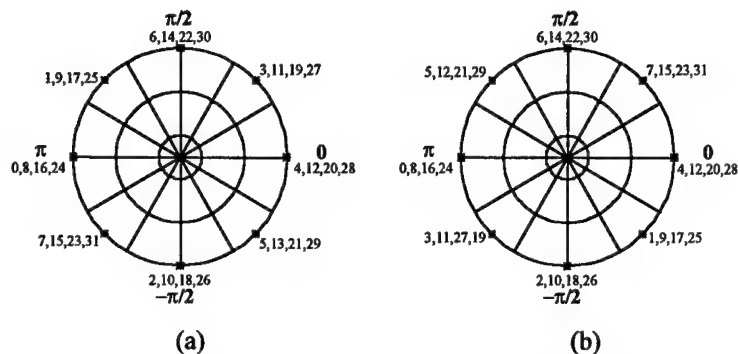 π/2
6,14,22,30
1,9,17,25
3,11,19,27
π
0,8,16,24
0
4,12,20,28
7,15,23,31
5,13,21,29
2,10,18,26
−π/2
(a)
π/2
6,14,22,30
5,12,21,29
7,15,23,31
π
0,8,16,24
0
4,12,20,28
3,11,27,19
1,9,17,25
2,10,18,26
−π/2
(b)